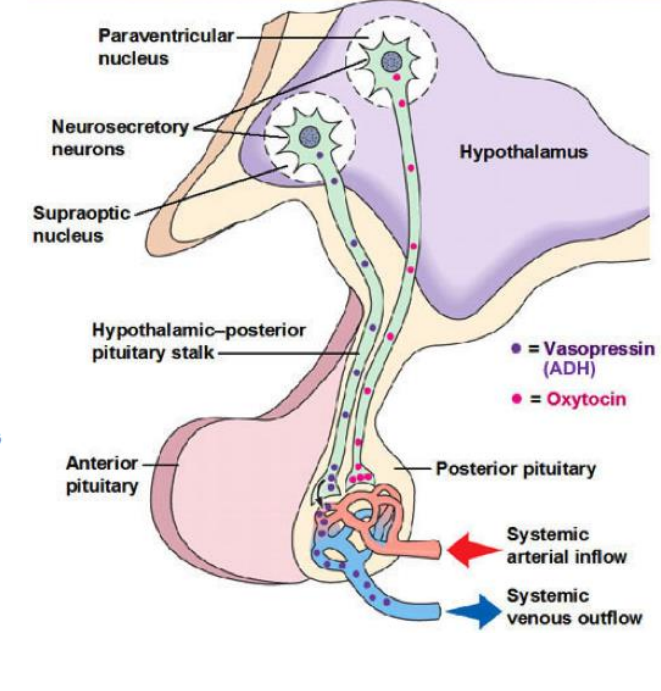 Paraventricular
nucleus
Neurosecretory
neurons
Hypothalamus
Supraoptic
nucleus
Hypothalamic–posterior
pituitary stalk
= Vasopressin
(ADH)
= Oxytocin
Anterior
pituitary
Posterior pituitary
Systemic
arterial inflow
Systemic
venous outflow